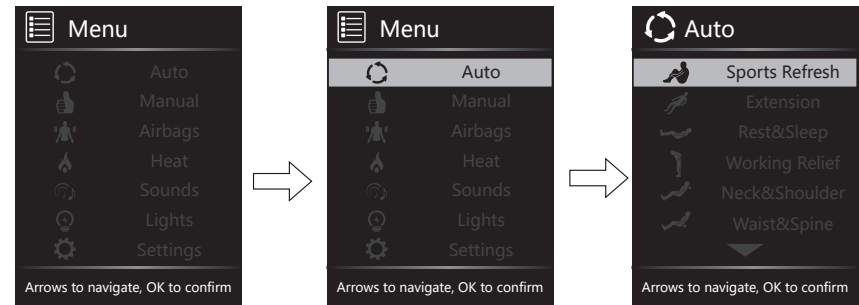 Menu
Auto
Manual
Airbags
Heat
Sounds
Lights
Settings
Arrows to navigate, OK to confirm
Menu
Auto
Manual
Airbags
Heat
Sounds
Lights
Settings
Arrows to navigate, OK to confirm
Auto
Sports Refresh
Extension
Rest&Sleep
Working Relief
Neck&Shoulder
Waist&Spine
Arrows to navigate, OK to confirm